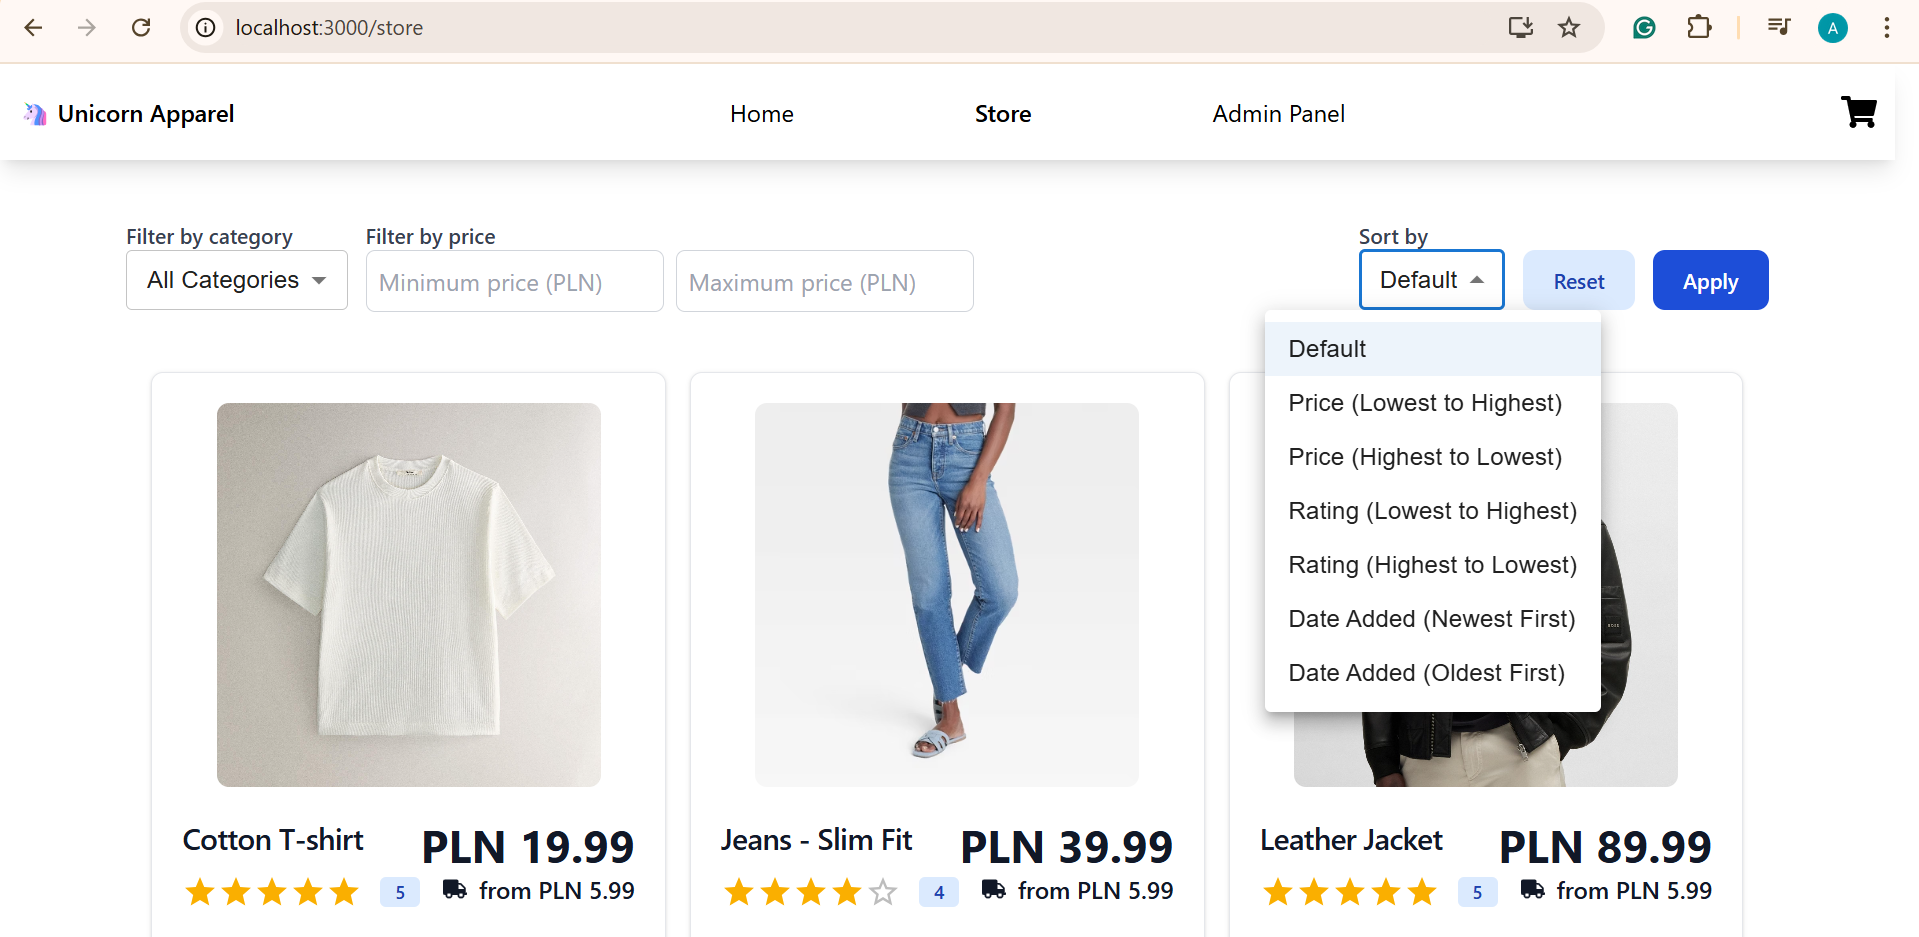 localhost:3000/store
A
Unicorn Apparel
Home
Store
Admin Panel
Filter by category
Filter by price
Sort by
All Categories
Minimum price (PLN)
Maximum price (PLN)
Default
Reset
Apply
Default
Price (Lowest to Highest)
Price (Highest to Lowest)
Rating (Lowest to Highest)
Rating (Highest to Lowest)
Date Added (Newest First)
Date Added (Oldest First)
Cotton T-shirt
PLN 19.99
5
from PLN 5.99
Jeans - Slim Fit
PLN 39.99
4
from PLN 5.99
Leather Jacket
PLN 89.99
5
from PLN 5.99